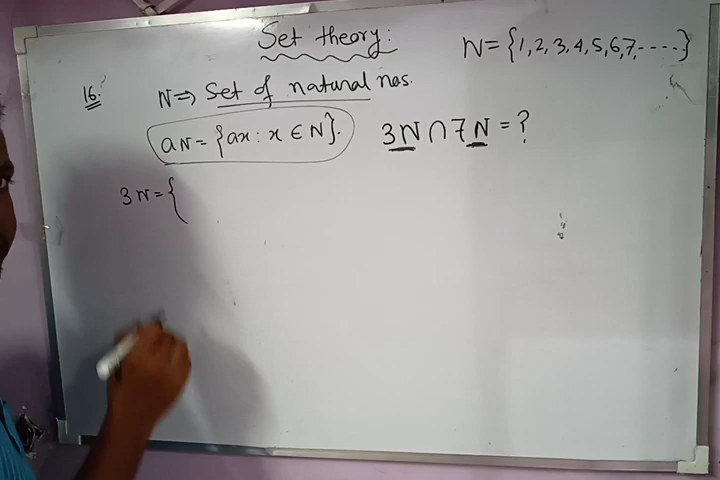 Set theory:
N = {1, 2, 3, 4, 5, 6, 7, -----}
16. N ⇒ Set of natural nos.
aN = {ax : x ∈ N}. 3N ∩ 7N = ?
3N = {